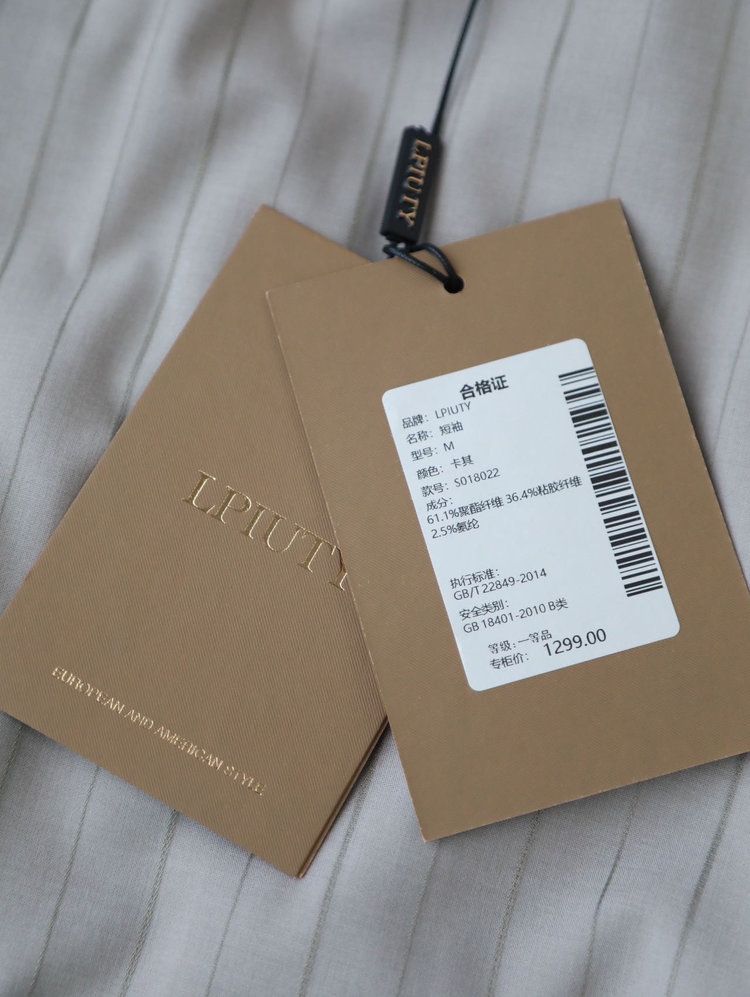 LPIUTY
LPIUTY
EUROPEAN AND AMERICAN STYLE
合格证
品牌：LPIUTY
名称：短袖
型号：M
颜色：卡其
款号：S018022
成分：
61.1%聚酯纤维 36.4%粘胶纤维
2.5%氨纶
执行标准：
GB/T22849-2014
安全类别：
GB 18401-2010 B类
等级：一等品
专柜价： 1299.00